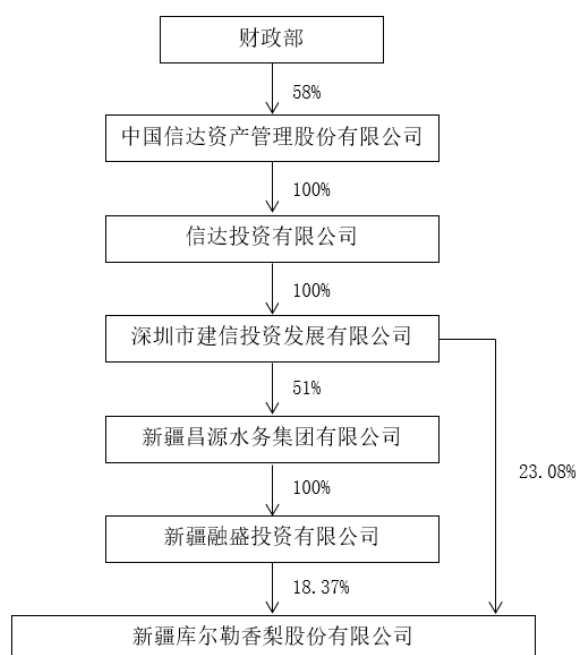 财政部
58%
中国信达资产管理股份有限公司
100%
信达投资有限公司
100%
深圳市建信投资发展有限公司
51%
新疆昌源水务集团有限公司
23.08%
100%
新疆融盛投资有限公司
18.37%
新疆库尔勒香梨股份有限公司